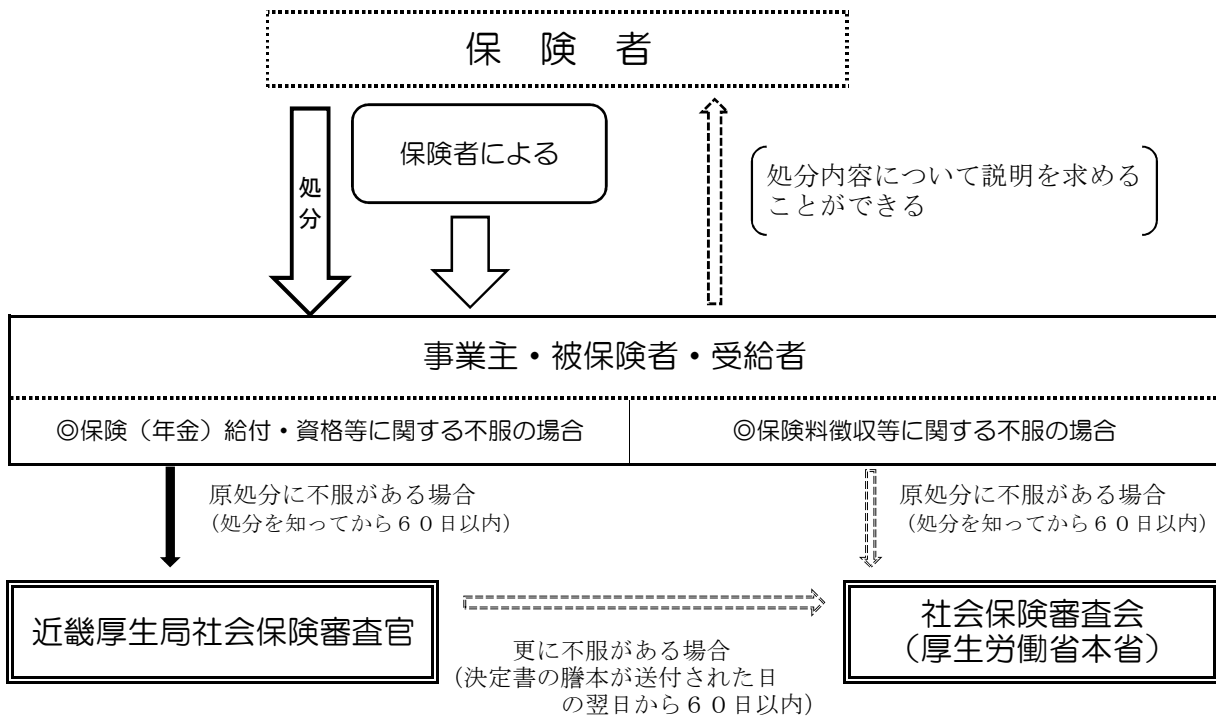 保　険　者
処分
保険者による
処分内容について説明を求める
ことができる
事業主・被保険者・受給者
◎保険（年金）給付・資格等に関する不服の場合
◎保険料徴収等に関する不服の場合
原処分に不服がある場合
（処分を知ってから６０日以内）
原処分に不服がある場合
（処分を知ってから６０日以内）
近畿厚生局社会保険審査官
更に不服がある場合
（決定書の謄本が送付された日
の翌日から６０日以内）
社会保険審査会
（厚生労働省本省）